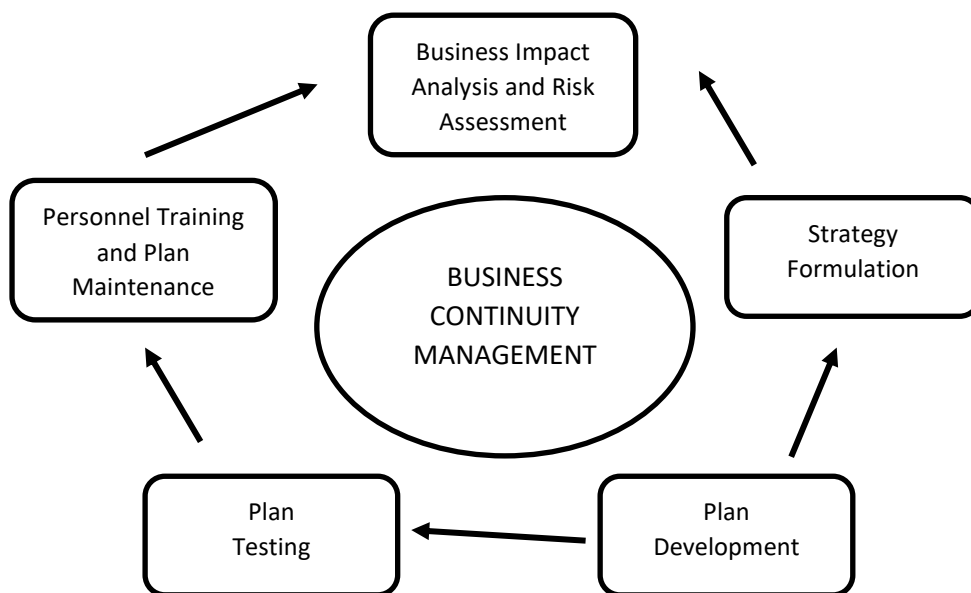 Business Impact
Analysis and Risk
Assessment
Personnel Training
and Plan
Maintenance
Strategy
Formulation
BUSINESS
CONTINUITY
MANAGEMENT
Plan
Testing
Plan
Development